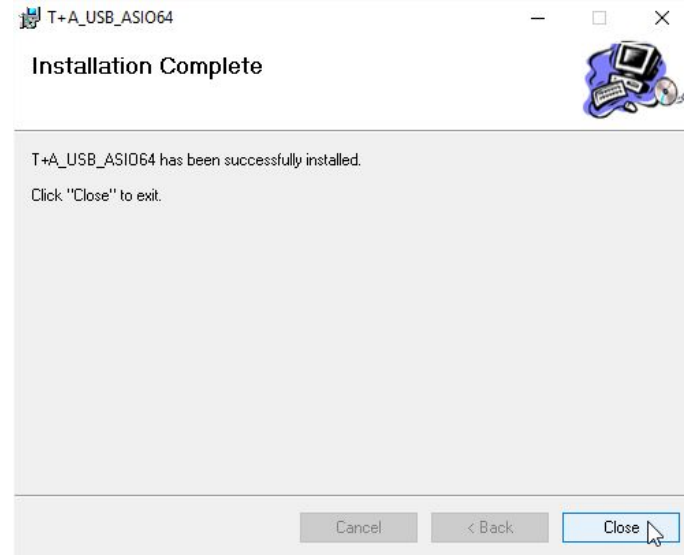 T+A_USB_ASIO64
Installation Complete
T+A_USB_ASIO64 has been successfully installed.
Click "Close" to exit.
Cancel
< Back
Close